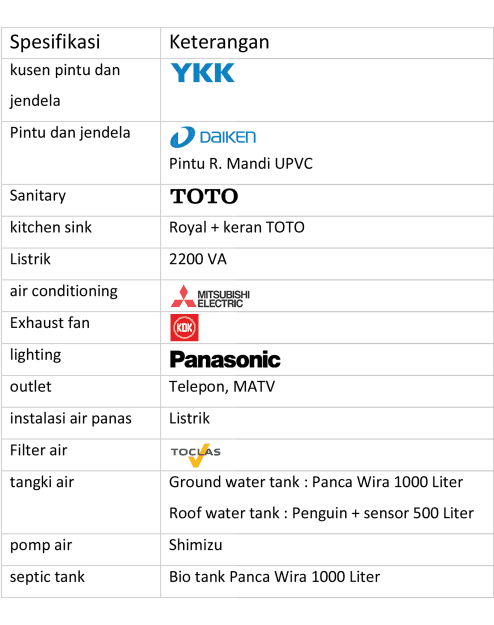 Spesifikasi Keterangan
kusen pintu dan YKK
jendela
Pintu dan jendela DAIKEN
Pintu R. Mandi UPVC
Sanitary TOTO
kitchen sink Royal + keran TOTO
Listrik 2200 VA
air conditioning MITSUBISHI
ELECTRIC
Exhaust fan KDK
lighting Panasonic
outlet Telepon, MATV
instalasi air panas Listrik
Filter air TOCLAS
tangki air Ground water tank : Panca Wira 1000 Liter
Roof water tank : Penguin + sensor 500 Liter
pomp air Shimizu
septic tank Bio tank Panca Wira 1000 Liter